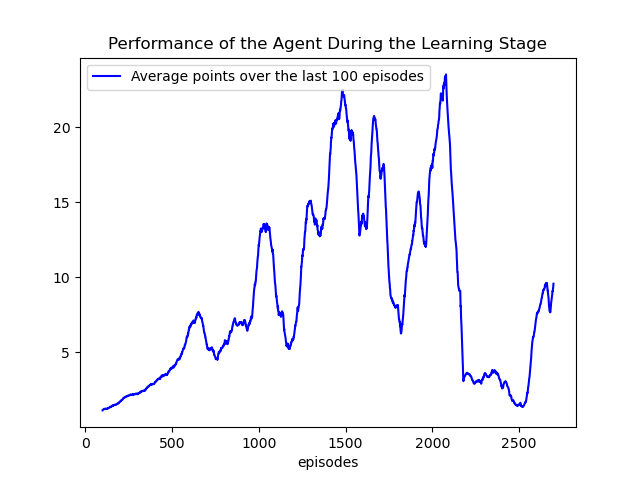 Performance of the Agent During the Learning Stage
Average points over the last 100 episodes
20
15
10
5
0 500 1000 1500 2000 2500
episodes